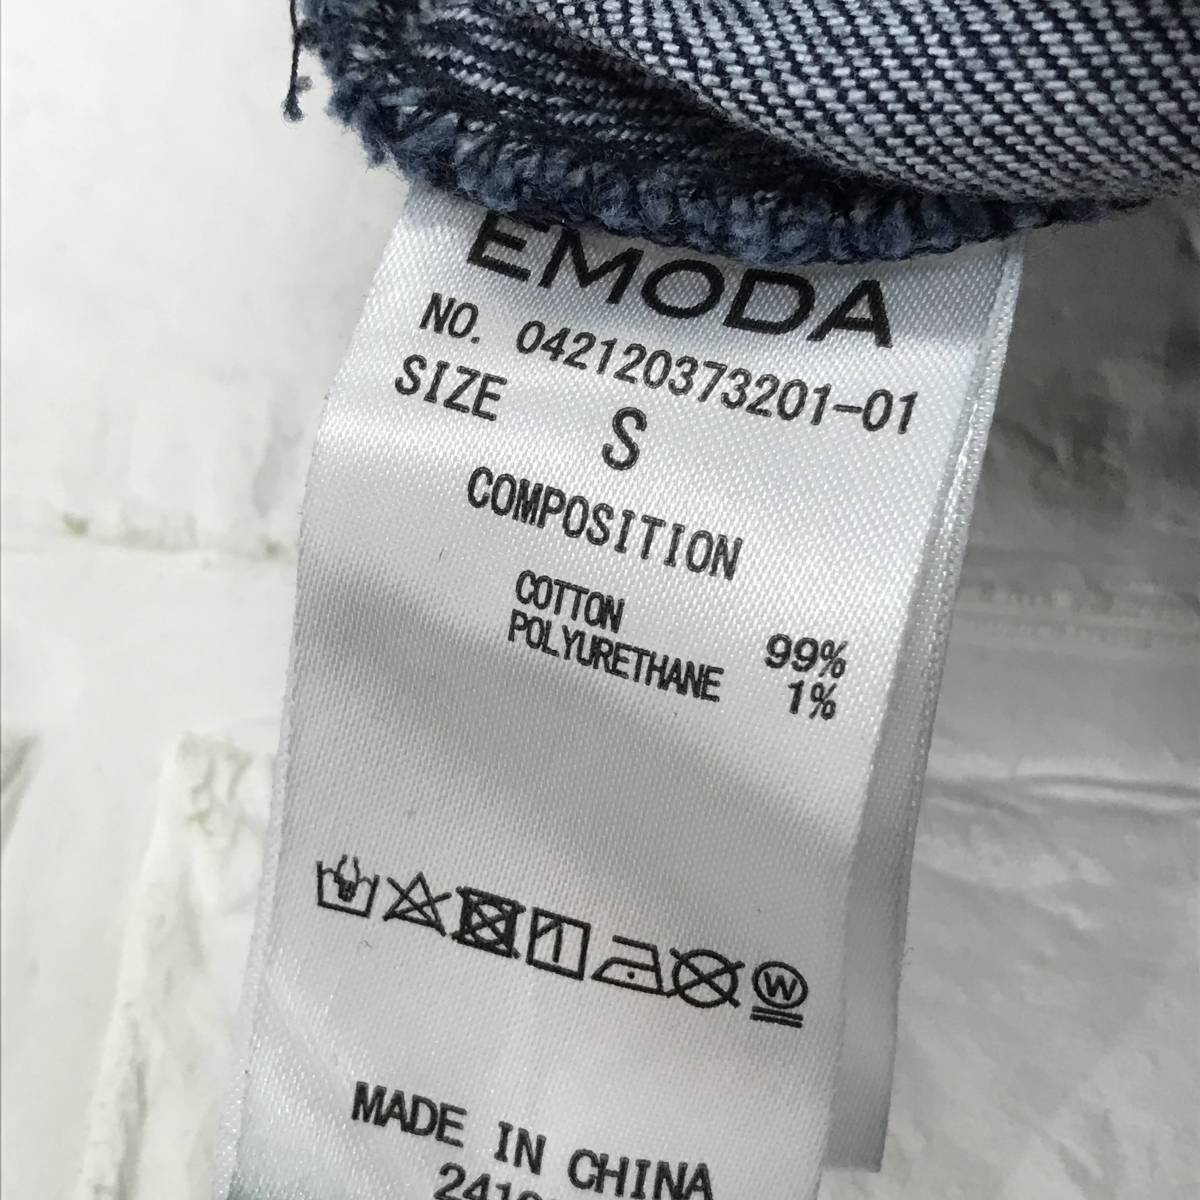 EMODA
NO. 042120373201-01
SIZE S
COMPOSITION
COTTON 99%
POLYURETHANE 1%
W
MADE IN CHINA